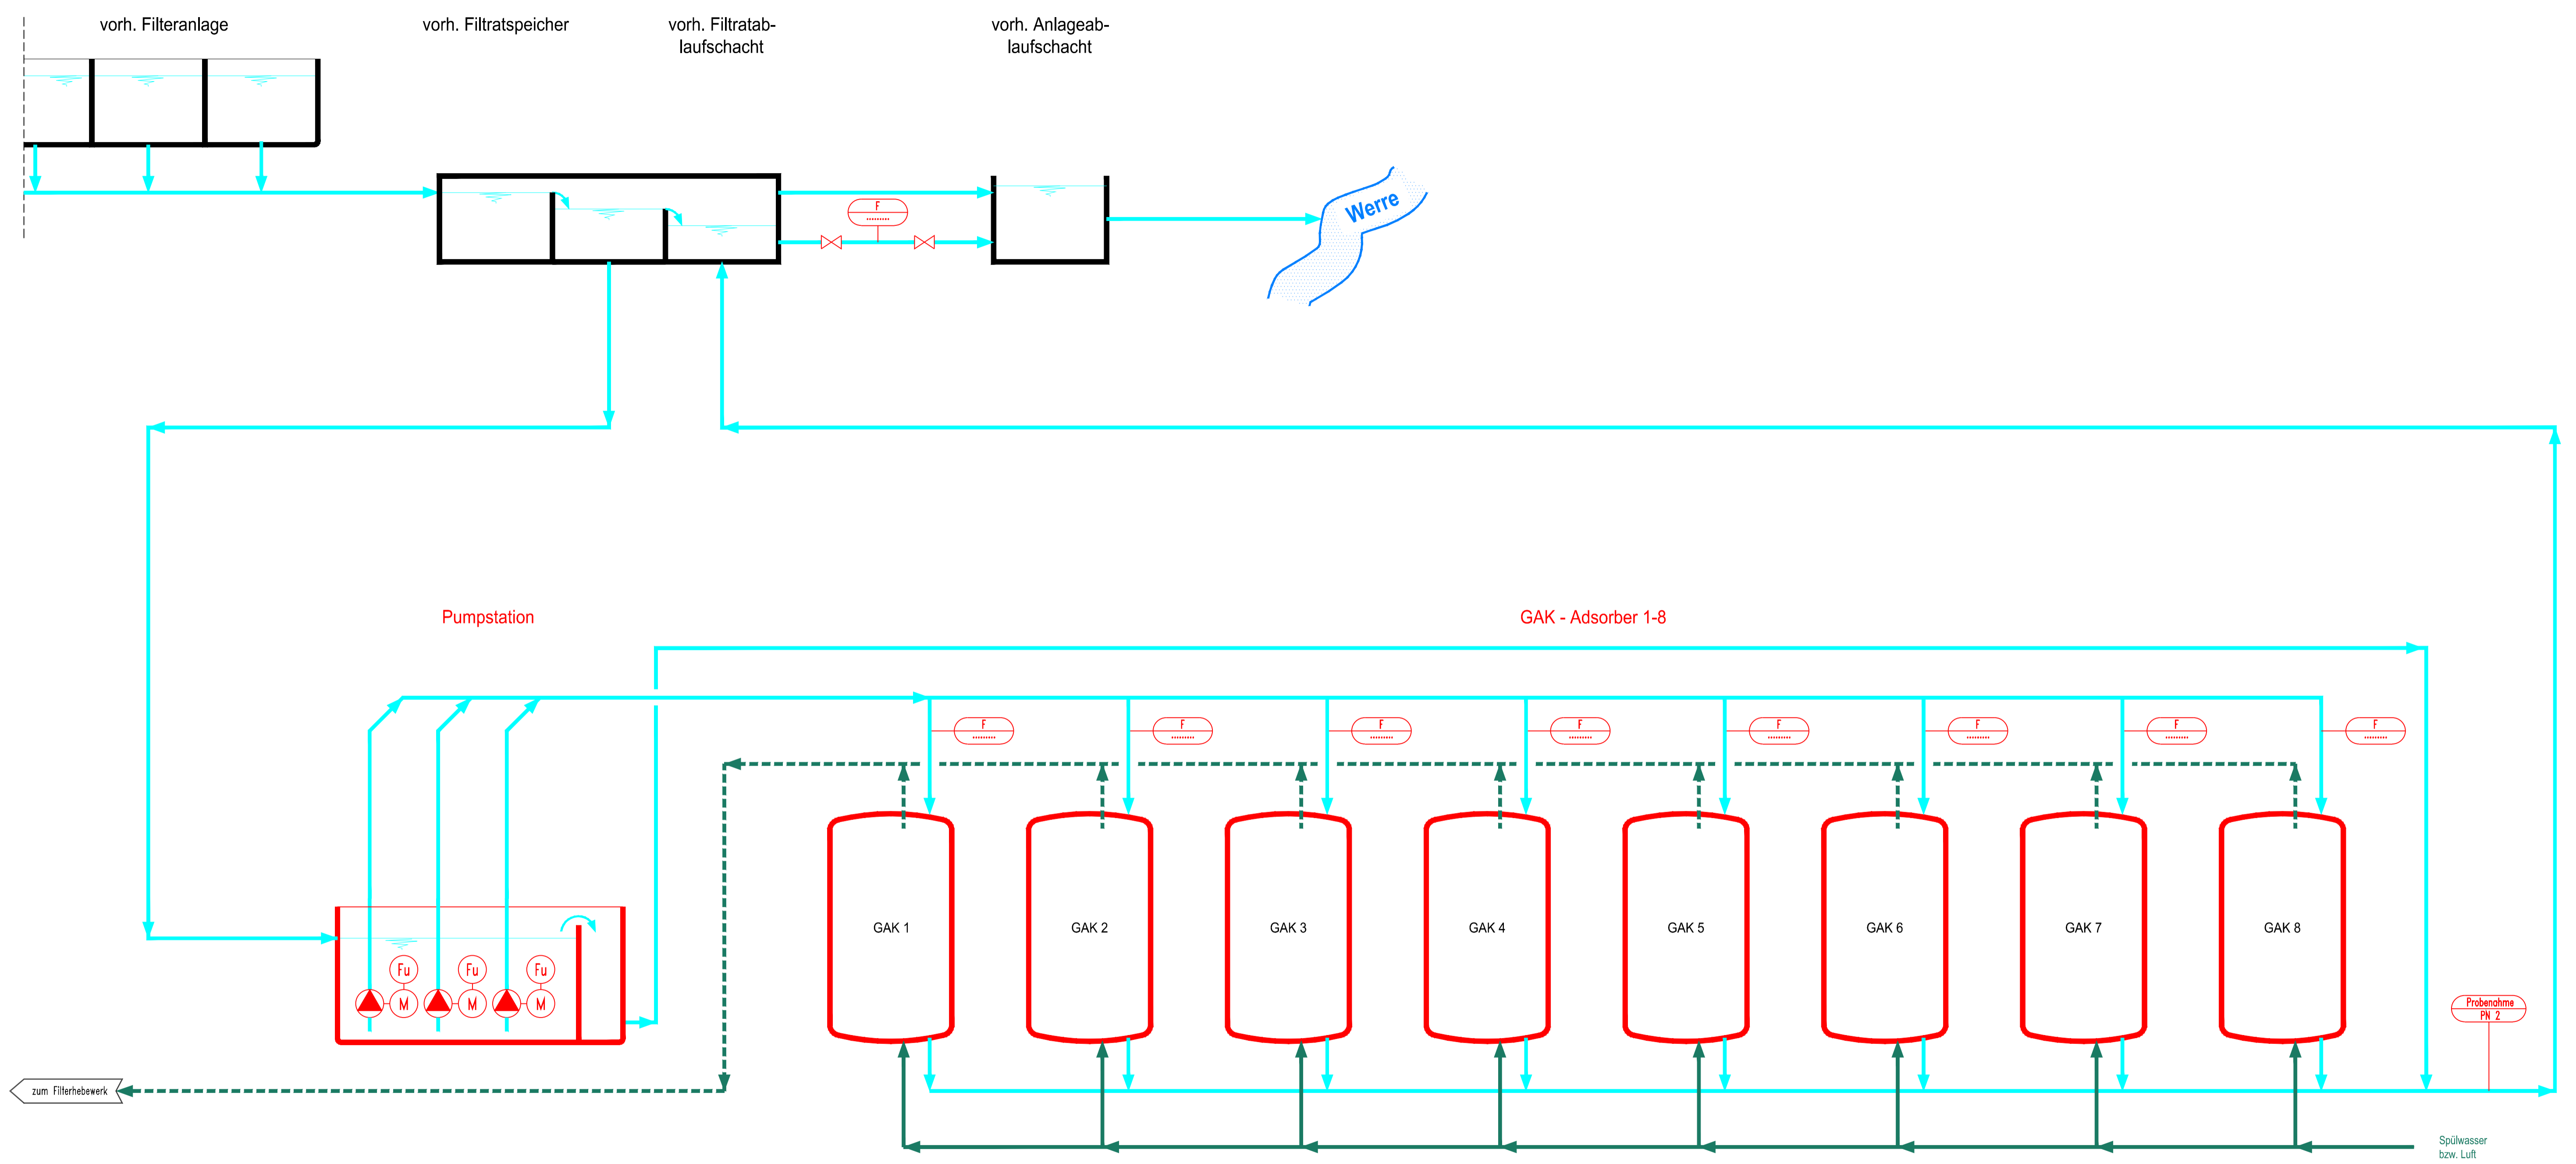 vorh. Filteranlage
vorh. Filtratspeicher
vorh. Filtratab-
laufschacht
vorh. Anlageab-
laufschacht
F
.........
Werre
Pumpstation
GAK - Adsorber 1-8
F
.........
F
.........
F
.........
F
.........
F
.........
F
.........
F
.........
F
.........
GAK 1
GAK 2
GAK 3
GAK 4
GAK 5
GAK 6
GAK 7
GAK 8
Fu
Fu
Fu
M
M
M
Probenahme
PN 2
zum Filterhebewerk
Spülwasser
bzw. Luft